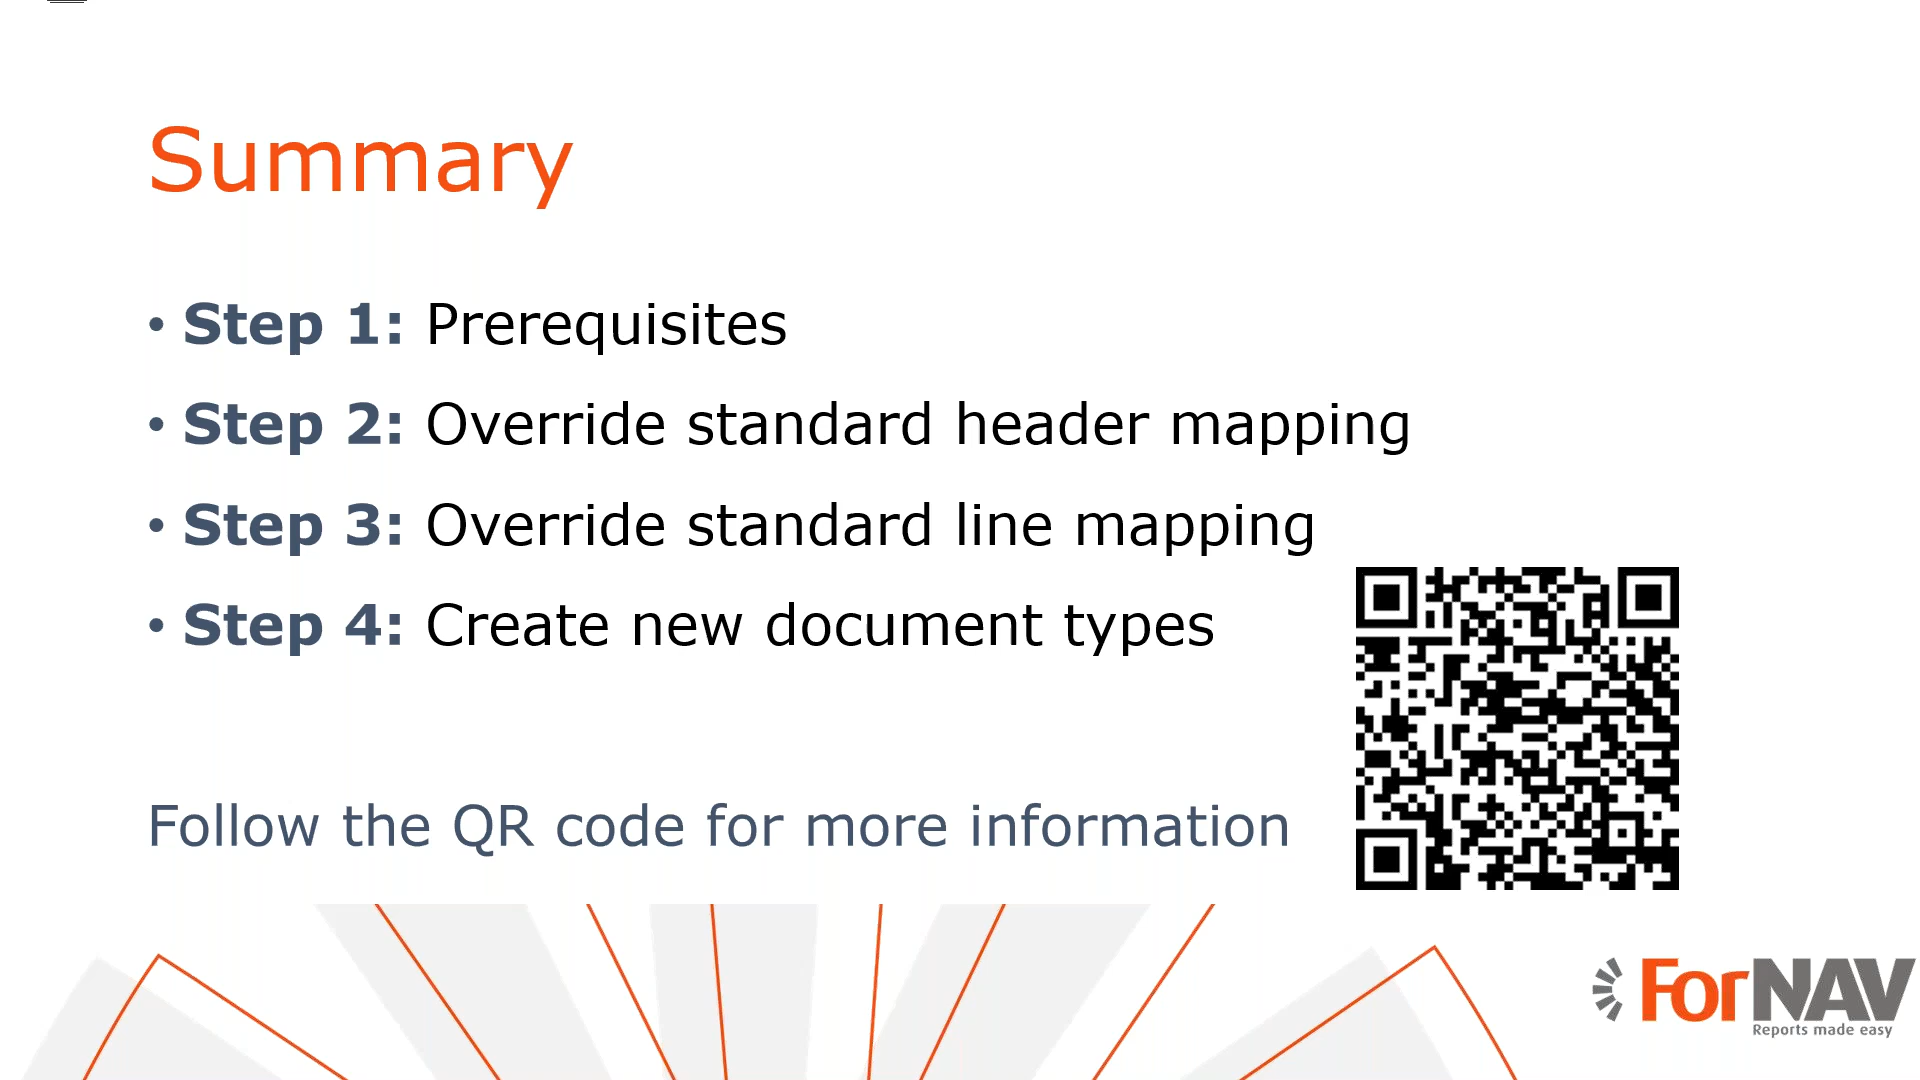 Summary
• Step 1: Prerequisites
• Step 2: Override standard header mapping
• Step 3: Override standard line mapping
• Step 4: Create new document types
Follow the QR code for more information
ForNAV
Reports made easy